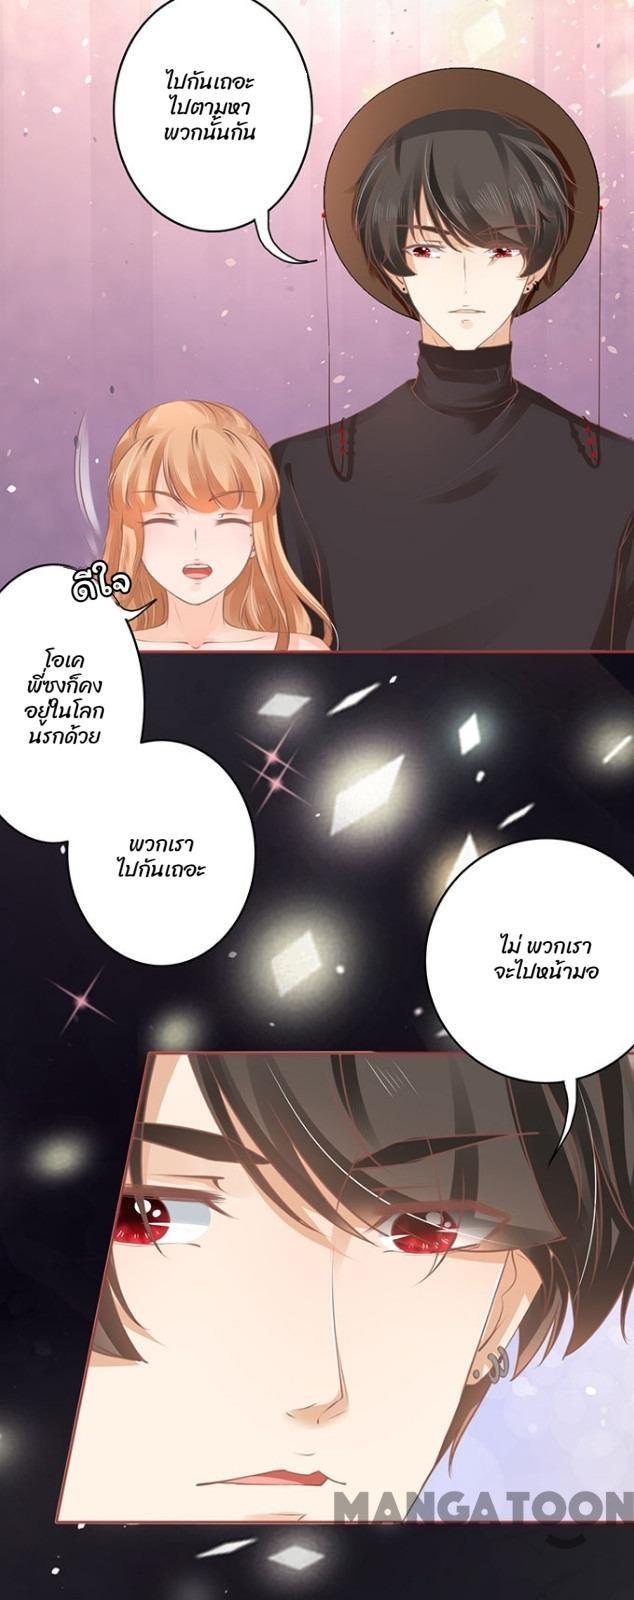 ไปกันเถอะ
ไปตามหา
พวกนั้นกัน
ดีใจ
โอเค
พี่ซงก็คง
อยู่ในโลก
นรกด้วย
พวกเรา
ไปกันเถอะ
ไม่ พวกเรา
จะไปหน้ามอ
MANGATOON